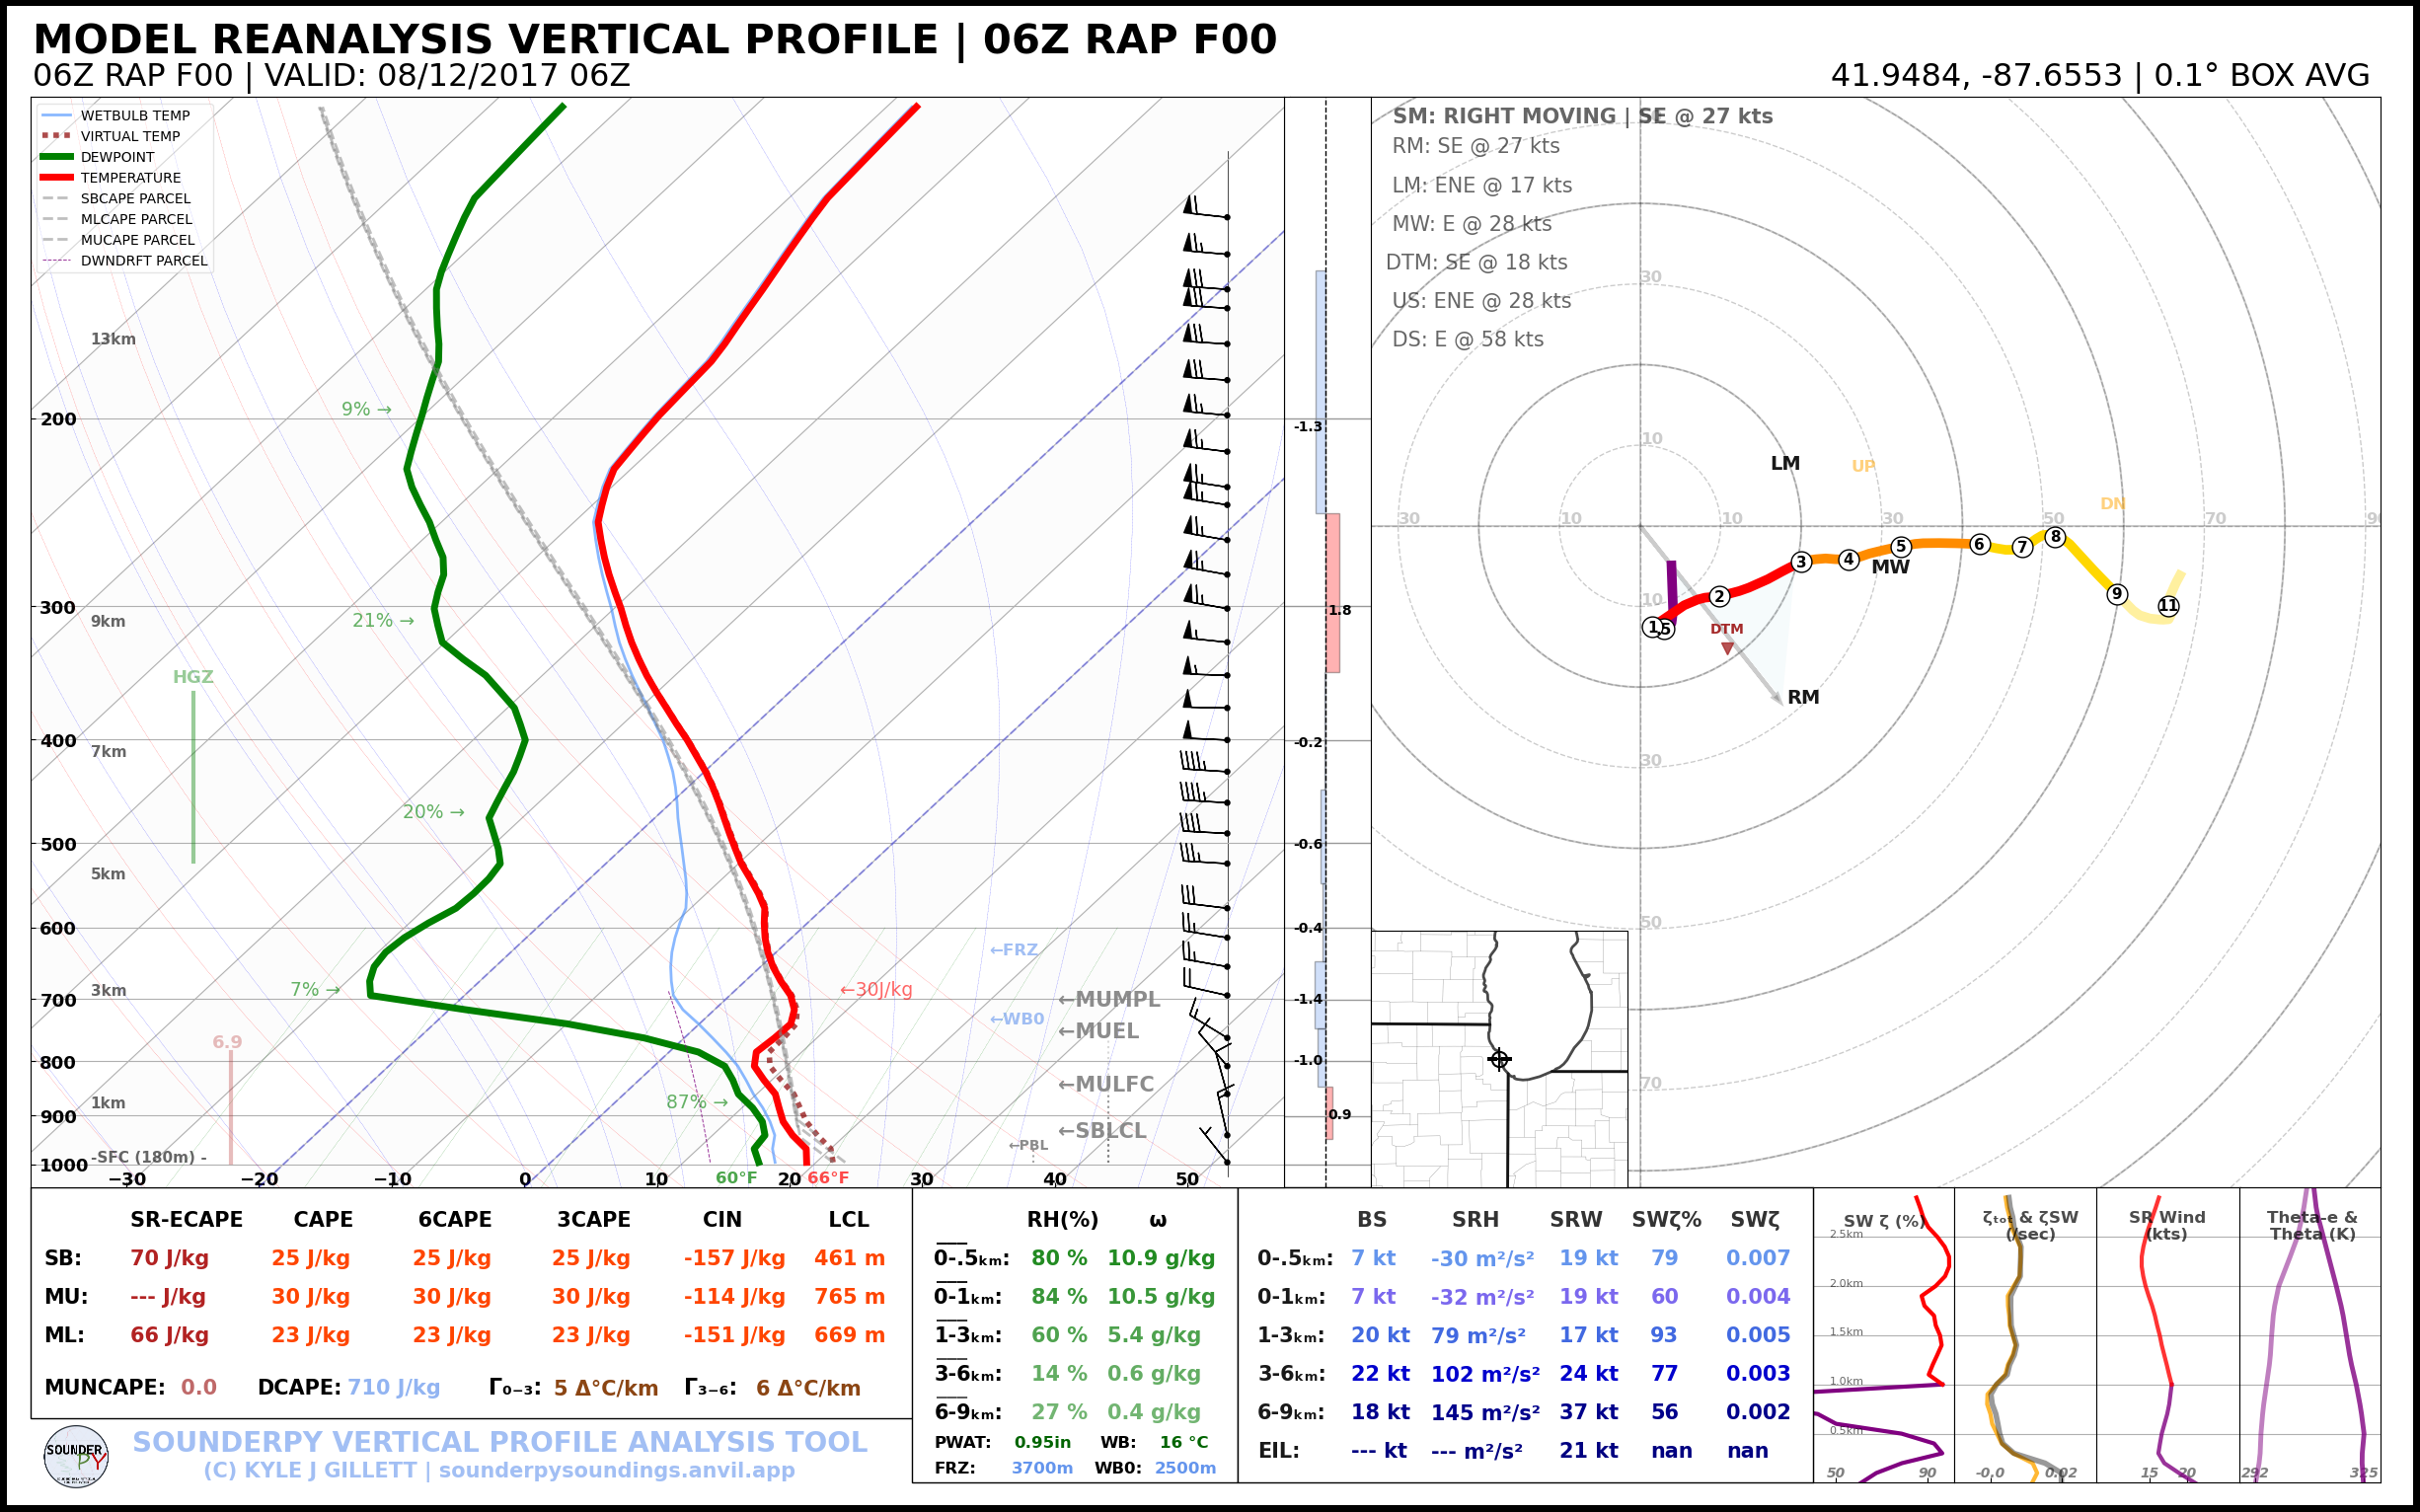 MODEL REANALYSIS VERTICAL PROFILE | 06Z RAP F00
06Z RAP F00 | VALID: 08/12/2017 06Z
41.9484, -87.6553 | 0.1° BOX AVG
WETBULB TEMP
VIRTUAL TEMP
DEWPOINT
TEMPERATURE
SBCAPE PARCEL
MLCAPE PARCEL
MUCAPE PARCEL
DWNDRFT PARCEL
13km
9% →
200
300
9km
21% →
HGZ
400
7km
20% →
500
5km
600
←FRZ
7% →
3km
←30J/kg
700
←MUMPL
←WB0
←MUEL
6.9
800
←MULFC
87% →
1km
900
←SBLCL
←PBL
-SFC (180m) -
1000
−30 −20 −10 0 10 20 30 40 50
60°F 66°F
-1.3
1.8
-0.2
-0.6
-0.4
-1.4
-1.0
0.9
SM: RIGHT MOVING | SE @ 27 kts
RM: SE @ 27 kts
LM: ENE @ 17 kts
MW: E @ 28 kts
DTM: SE @ 18 kts
US: ENE @ 28 kts
DS: E @ 58 kts
30
10
LM
UP
DN
30 10 10 30 50 70 90
1 .5 2 3 4 5 6 7 8 9 11
MW
10
DTM
RM
30
50
70
SR-ECAPE CAPE 6CAPE 3CAPE CIN LCL
SB: 70 J/kg 25 J/kg 25 J/kg 25 J/kg -157 J/kg 461 m
MU: --- J/kg 30 J/kg 30 J/kg 30 J/kg -114 J/kg 765 m
ML: 66 J/kg 23 J/kg 23 J/kg 23 J/kg -151 J/kg 669 m
MUNCAPE: 0.0 DCAPE: 710 J/kg Γ₀₋₃: 5 Δ°C/km Γ₃₋₆: 6 Δ°C/km
RH(%) ω
0-.5ₖₘ: 80 % 10.9 g/kg
0-1ₖₘ: 84 % 10.5 g/kg
1-3ₖₘ: 60 % 5.4 g/kg
3-6ₖₘ: 14 % 0.6 g/kg
6-9ₖₘ: 27 % 0.4 g/kg
PWAT: 0.95in WB: 16 °C
FRZ: 3700m WB0: 2500m
BS SRH SRW SWζ% SWζ
0-.5ₖₘ: 7 kt -30 m²/s² 19 kt 79 0.007
0-1ₖₘ: 7 kt -32 m²/s² 19 kt 60 0.004
1-3ₖₘ: 20 kt 79 m²/s² 17 kt 93 0.005
3-6ₖₘ: 22 kt 102 m²/s² 24 kt 77 0.003
6-9ₖₘ: 18 kt 145 m²/s² 37 kt 56 0.002
EIL: --- kt --- m²/s² 21 kt nan nan
SW ζ (%)
2.5km
2.0km
1.5km
1.0km
0.5km
50 90
ζₜₒₜ & ζSW
(/sec)
-0.0 0.02
SR Wind
(kts)
15 20
Theta-e &
Theta (K)
292 325
SOUNDERPY
SOUNDERPY VERTICAL PROFILE ANALYSIS TOOL
(C) KYLE J GILLETT | sounderpysoundings.anvil.app